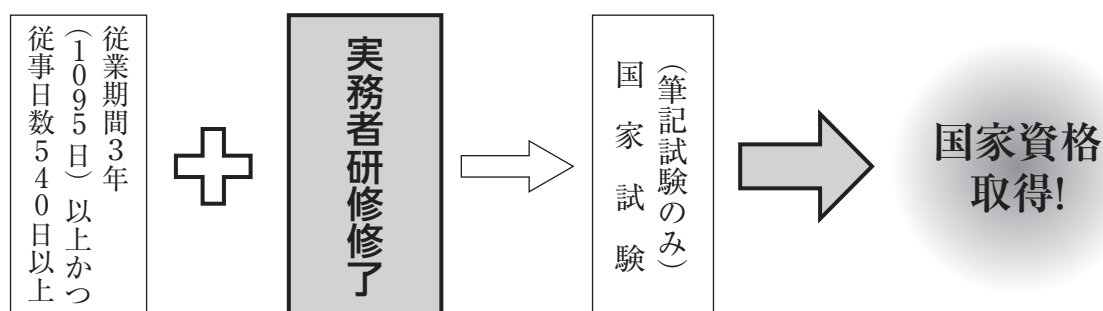 従業期間3年
(1095日)以上かつ
従事日数540日以上
実務者研修修了
(筆記試験のみ)
国家試験
国家資格
取得!